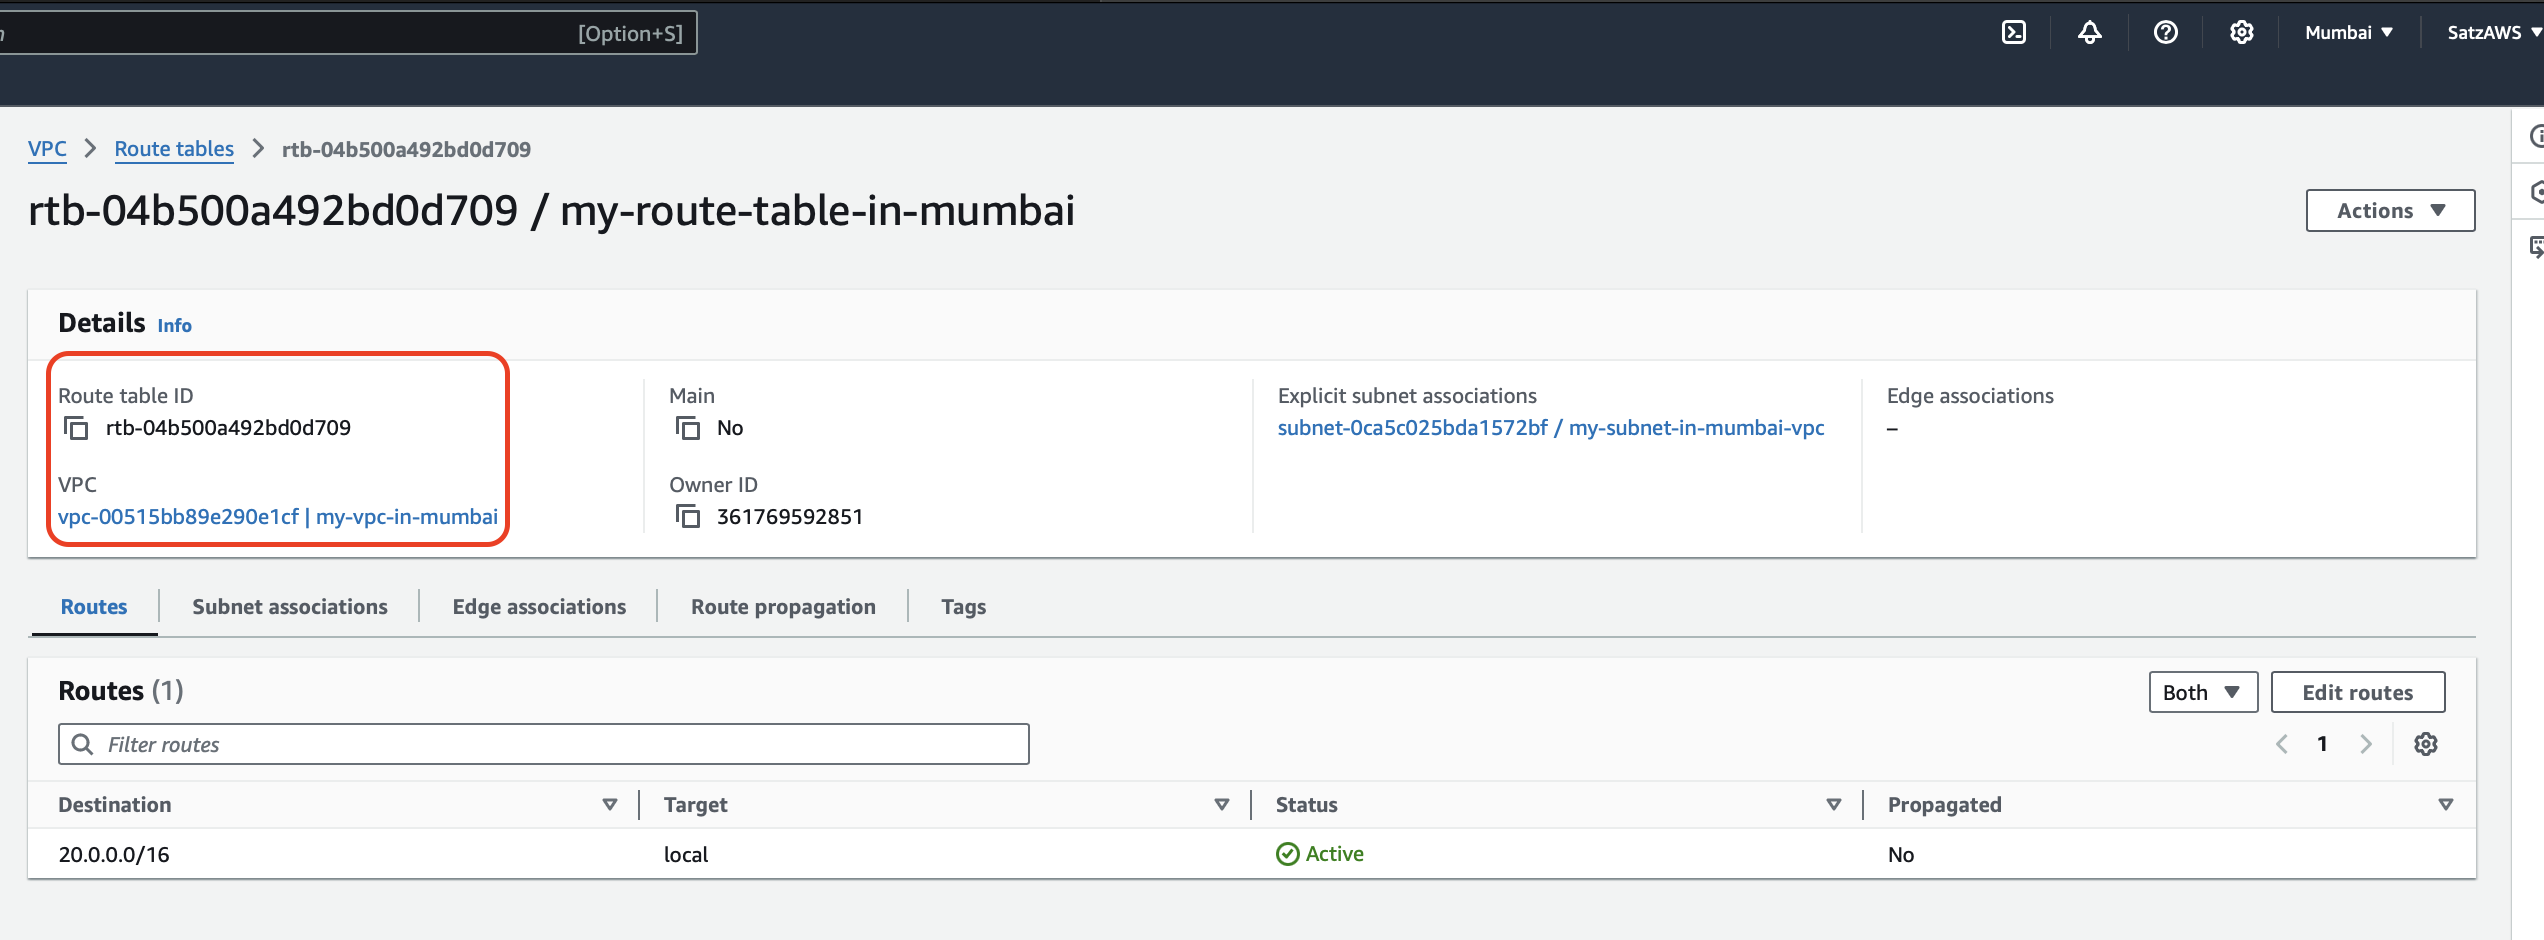 [Option+S]
Mumbai
SatzAWS
VPC
Route tables
rtb-04b500a492bd0d709
rtb-04b500a492bd0d709 / my-route-table-in-mumbai
Actions
Details Info
Route table ID
rtb-04b500a492bd0d709
VPC
vpc-00515bb89e290e1cf | my-vpc-in-mumbai
Main
No
Owner ID
361769592851
Explicit subnet associations
subnet-0ca5c025bda1572bf / my-subnet-in-mumbai-vpc
Edge associations
–
Routes
Subnet associations
Edge associations
Route propagation
Tags
Routes (1)
Both
Edit routes
Filter routes
1
Destination Target Status Propagated
20.0.0.0/16 local Active No